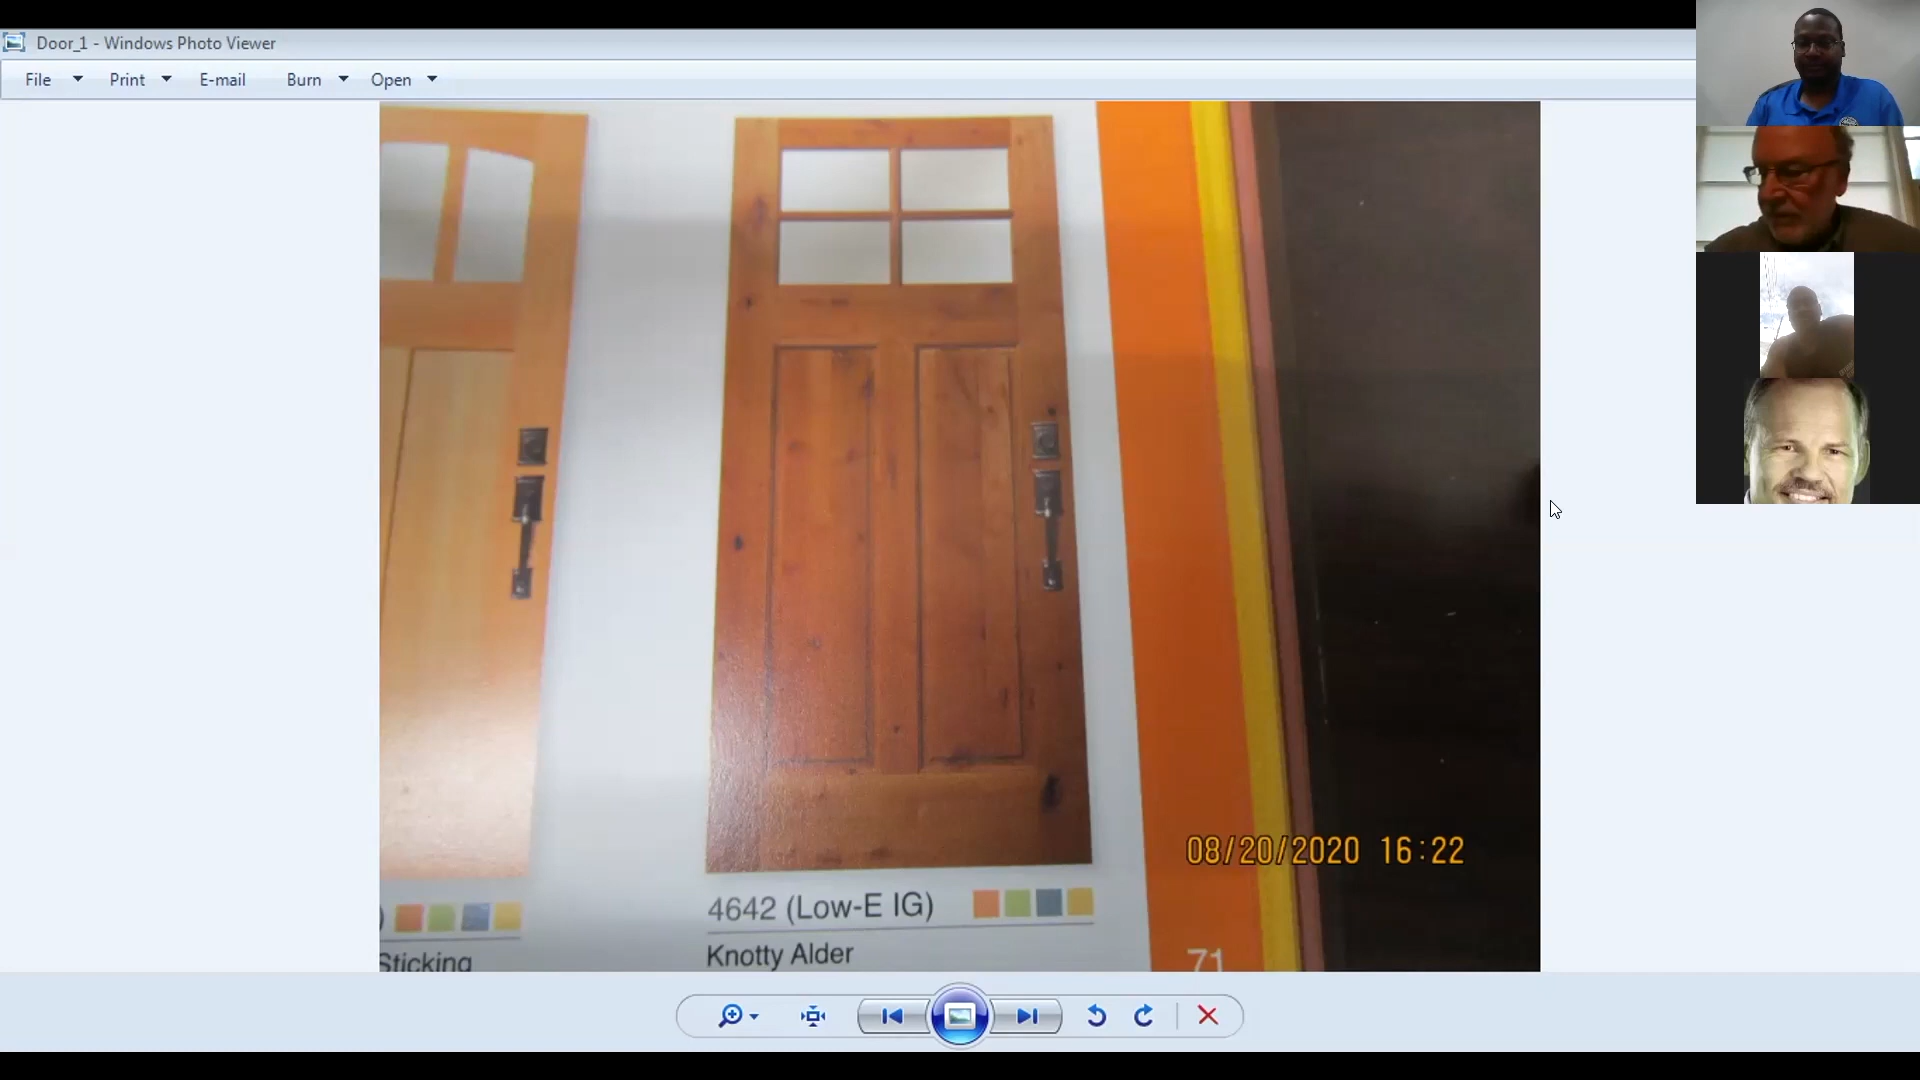 Door_1 - Windows Photo Viewer
File Print E-mail Burn Open
08/20/2020 16:22
) 
Sticking
4642 (Low-E IG)
Knotty Alder
71